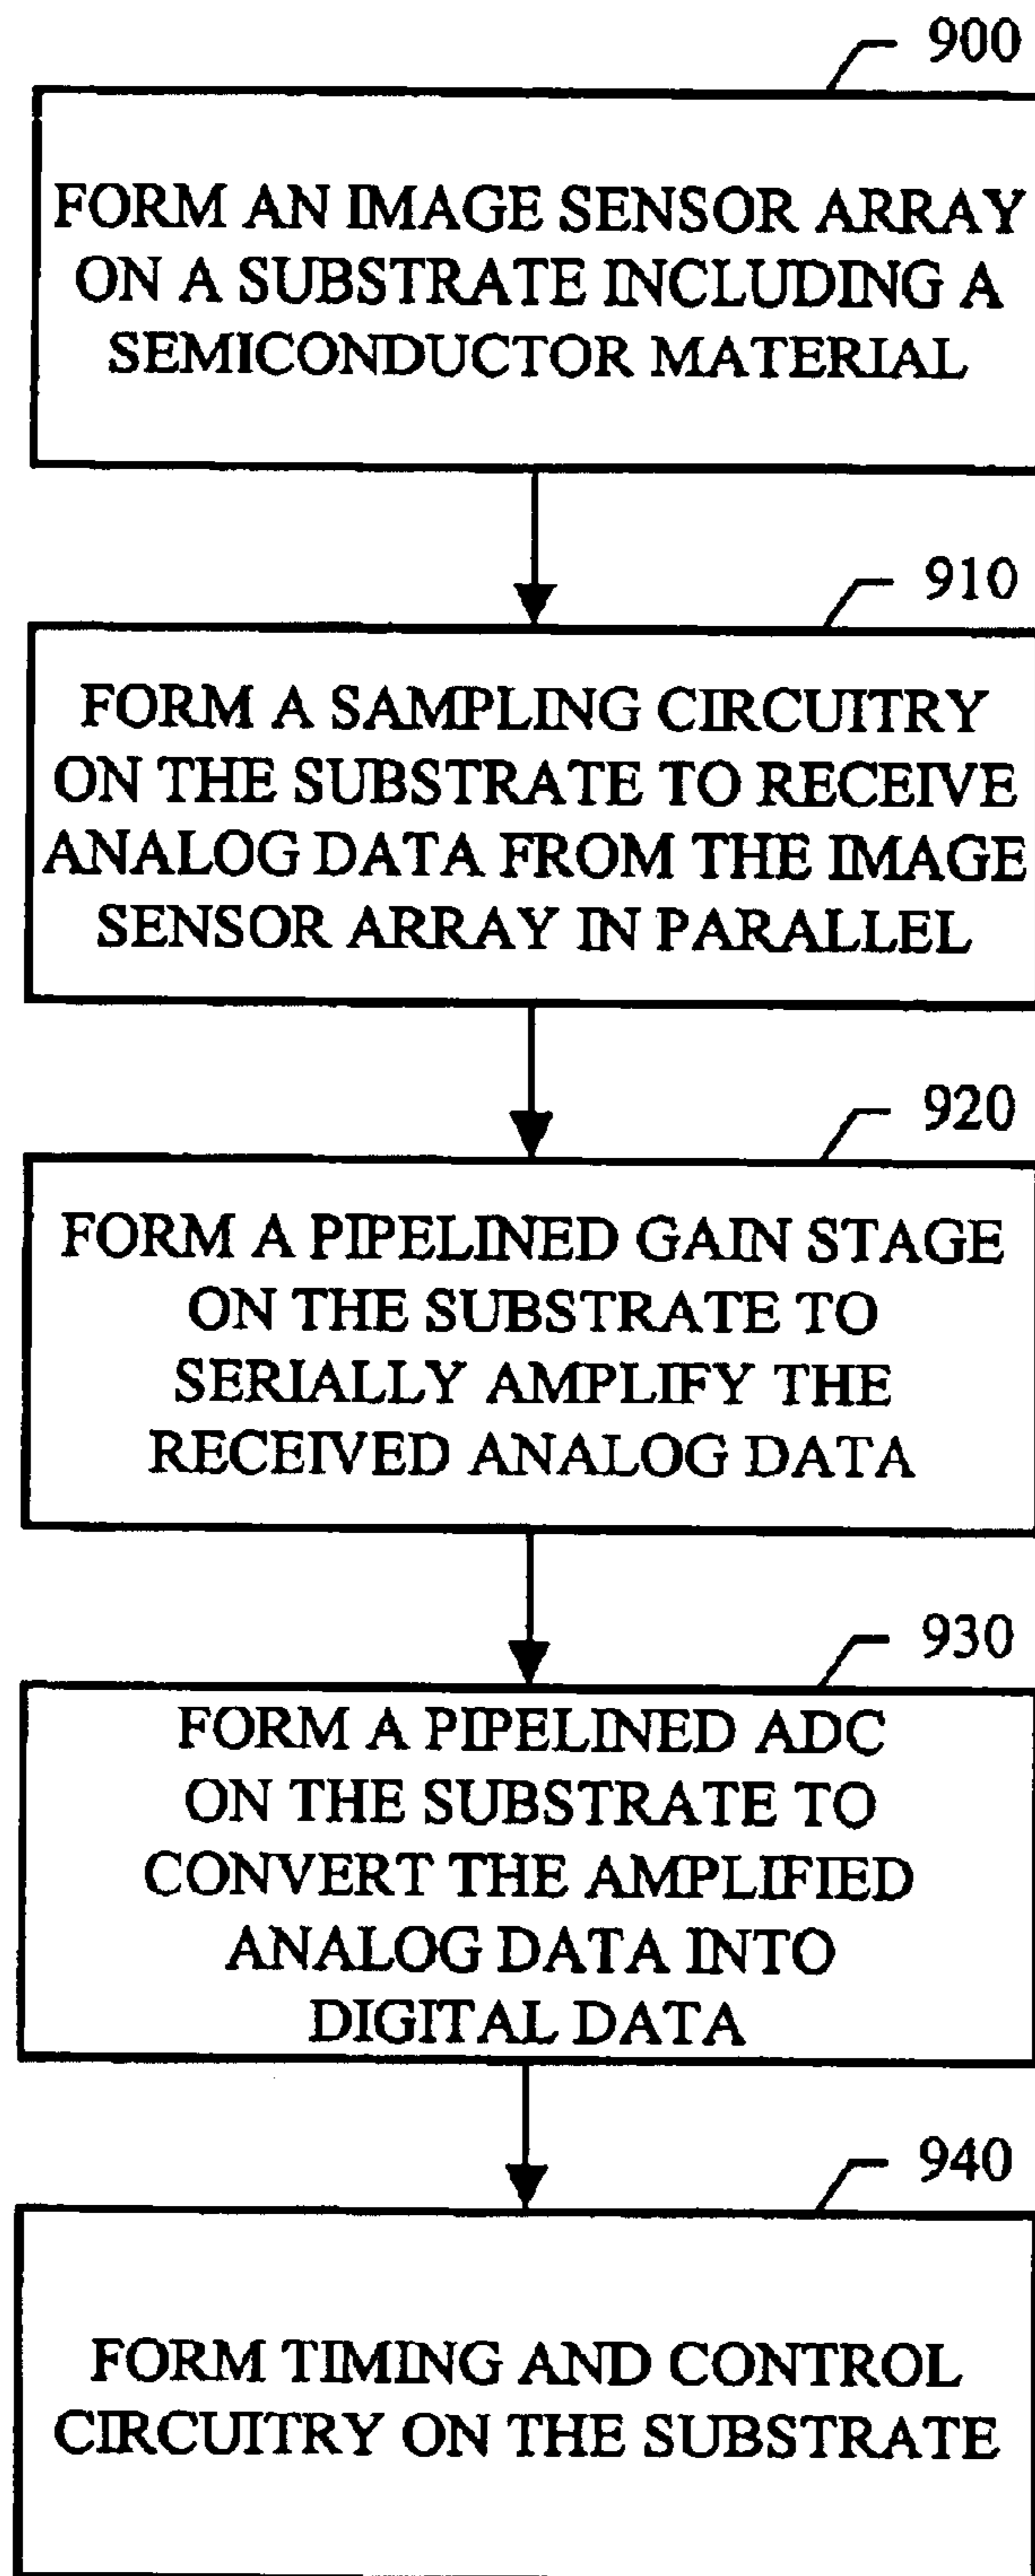 900
FORM AN IMAGE SENSOR ARRAY
ON A SUBSTRATE INCLUDING A
SEMICONDUCTOR MATERIAL
910
FORM A SAMPLING CIRCUITRY
ON THE SUBSTRATE TO RECEIVE
ANALOG DATA FROM THE IMAGE
SENSOR ARRAY IN PARALLEL
920
FORM A PIPELINED GAIN STAGE
ON THE SUBSTRATE TO
SERIALLY AMPLIFY THE
RECEIVED ANALOG DATA
930
FORM A PIPELINED ADC
ON THE SUBSTRATE TO
CONVERT THE AMPLIFIED
ANALOG DATA INTO
DIGITAL DATA
940
FORM TIMING AND CONTROL
CIRCUITRY ON THE SUBSTRATE